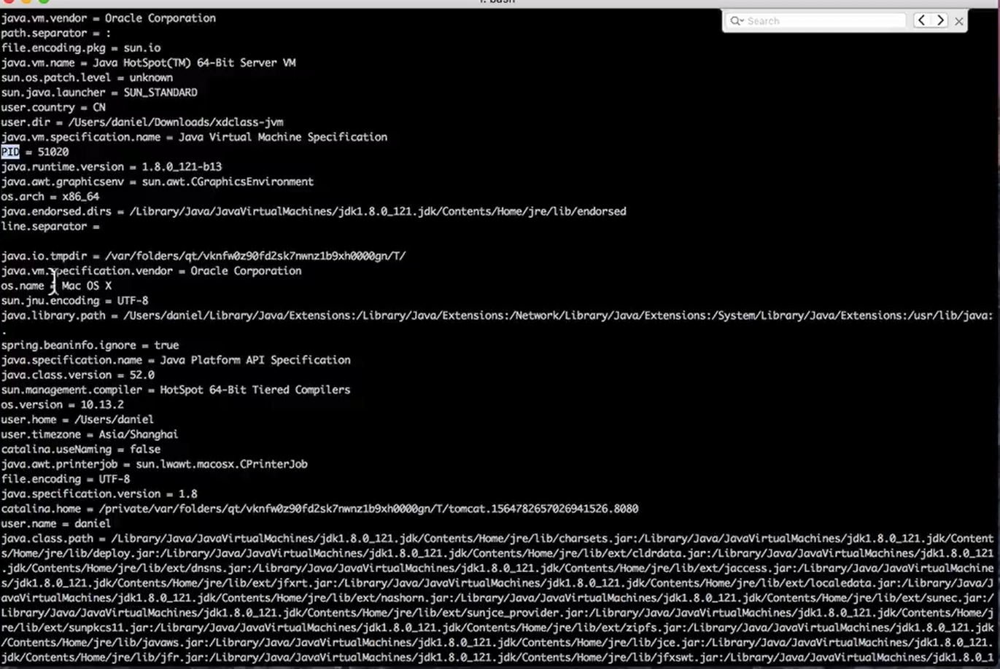 1. bash
java.vm.vendor = Oracle Corporation
Search
path.separator = :
file.encoding.pkg = sun.io
java.vm.name = Java HotSpot(TM) 64-Bit Server VM
sun.os.patch.level = unknown
sun.java.launcher = SUN_STANDARD
user.country = CN
user.dir = /Users/daniel/Downloads/xdclass-jvm
java.vm.specification.name = Java Virtual Machine Specification
PID = 51020
java.runtime.version = 1.8.0_121-b13
java.awt.graphicsenv = sun.awt.CGraphicsEnvironment
os.arch = x86_64
java.endorsed.dirs = /Library/Java/JavaVirtualMachines/jdk1.8.0_121.jdk/Contents/Home/jre/lib/endorsed
line.separator =
java.io.tmpdir = /var/folders/qt/vknfw0z90fd2sk7nwnz1b9xh0000gn/T/
java.vm.specification.vendor = Oracle Corporation
os.name = Mac OS X
sun.jnu.encoding = UTF-8
java.library.path = /Users/daniel/Library/Java/Extensions:/Library/Java/Extensions:/Network/Library/Java/Extensions:/System/Library/Java/Extensions:/usr/lib/java:
.
spring.beaninfo.ignore = true
java.specification.name = Java Platform API Specification
java.class.version = 52.0
sun.management.compiler = HotSpot 64-Bit Tiered Compilers
os.version = 10.13.2
user.home = /Users/daniel
user.timezone = Asia/Shanghai
catalina.useNaming = false
java.awt.printerjob = sun.lwawt.macosx.CPrinterJob
file.encoding = UTF-8
java.specification.version = 1.8
catalina.home = /private/var/folders/qt/vknfw0z90fd2sk7nwnz1b9xh0000gn/T/tomcat.1564782657026941526.8080
user.name = daniel
java.class.path = /Library/Java/JavaVirtualMachines/jdk1.8.0_121.jdk/Contents/Home/jre/lib/charsets.jar:/Library/Java/JavaVirtualMachines/jdk1.8.0_121.jdk/Content
s/Home/jre/lib/deploy.jar:/Library/Java/JavaVirtualMachines/jdk1.8.0_121.jdk/Contents/Home/jre/lib/ext/cldrdata.jar:/Library/Java/JavaVirtualMachines/jdk1.8.0_121
.jdk/Contents/Home/jre/lib/ext/dnsns.jar:/Library/Java/JavaVirtualMachines/jdk1.8.0_121.jdk/Contents/Home/jre/lib/ext/jaccess.jar:/Library/Java/JavaVirtualMachine
s/jdk1.8.0_121.jdk/Contents/Home/jre/lib/ext/jfxrt.jar:/Library/Java/JavaVirtualMachines/jdk1.8.0_121.jdk/Contents/Home/jre/lib/ext/localedata.jar:/Library/Java/J
avaVirtualMachines/jdk1.8.0_121.jdk/Contents/Home/jre/lib/ext/nashorn.jar:/Library/Java/JavaVirtualMachines/jdk1.8.0_121.jdk/Contents/Home/jre/lib/ext/sunec.jar:/
Library/Java/JavaVirtualMachines/jdk1.8.0_121.jdk/Contents/Home/jre/lib/ext/sunjce_provider.jar:/Library/Java/JavaVirtualMachines/jdk1.8.0_121.jdk/Contents/Home/j
re/lib/ext/sunpkcs11.jar:/Library/Java/JavaVirtualMachines/jdk1.8.0_121.jdk/Contents/Home/jre/lib/ext/zipfs.jar:/Library/Java/JavaVirtualMachines/jdk1.8.0_121.jdk
/Contents/Home/jre/lib/javaws.jar:/Library/Java/JavaVirtualMachines/jdk1.8.0_121.jdk/Contents/Home/jre/lib/jce.jar:/Library/Java/JavaVirtualMachines/jdk1.8.0_121.
jdk/Contents/Home/jre/lib/jfr.jar:/Library/Java/JavaVirtualMachines/jdk1.8.0_121.jdk/Contents/Home/jre/lib/jfxswt.jar:/Library/Java/JavaVirtualMachines/jdk1.8.0_1